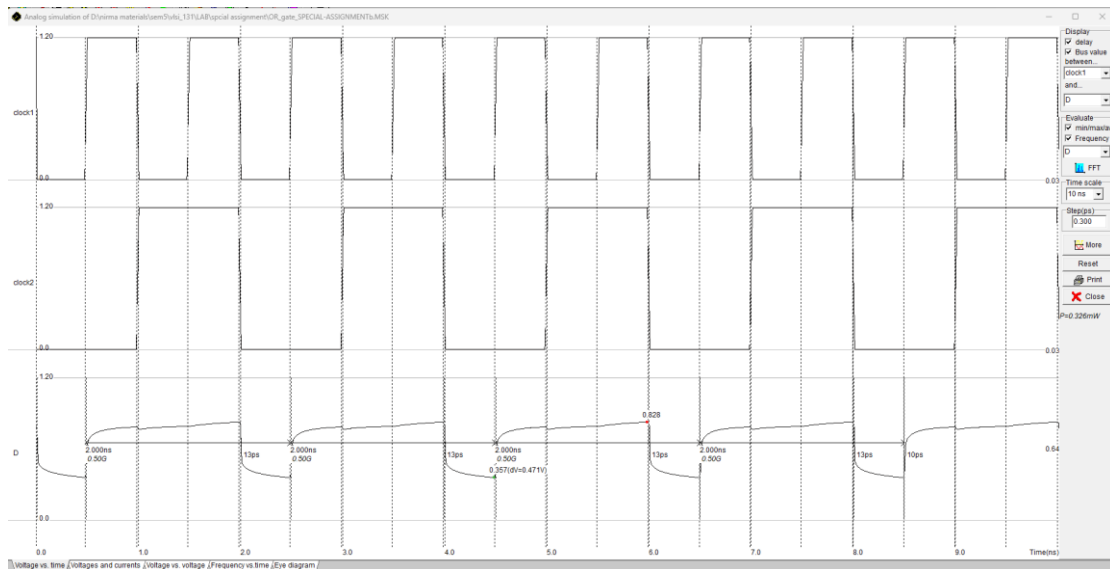 Analog simulation of D:\nirma materials\sem5\vlsi_131\LAB\spcial assignment\OR_gate_SPECIAL-ASSIGNMENTs.MSK
1.20
clock1
0.0
0.03
1.20
clock2
0.0
0.03
1.20
0.828
D
2.000ns
0.50G
13ps
2.000ns
0.50G
13ps
2.000ns
0.50G
13ps
2.000ns
0.50G
13ps
10ps
0.64
0.357(dV=0.471V)
0.0
0.0 1.0 2.0 3.0 4.0 5.0 6.0 7.0 8.0 9.0 Time(ns)
Voltage vs. time Voltages and currents Voltage vs. voltage Frequency vs.time Eye diagram
Display
delay
Bus value
between...
clock1
and...
D
Evaluate
min/max/a
Frequency
D
FFT
Time scale
10 ns
Step(ps)
0.300
More
Reset
Print
Close
P=0.326mW